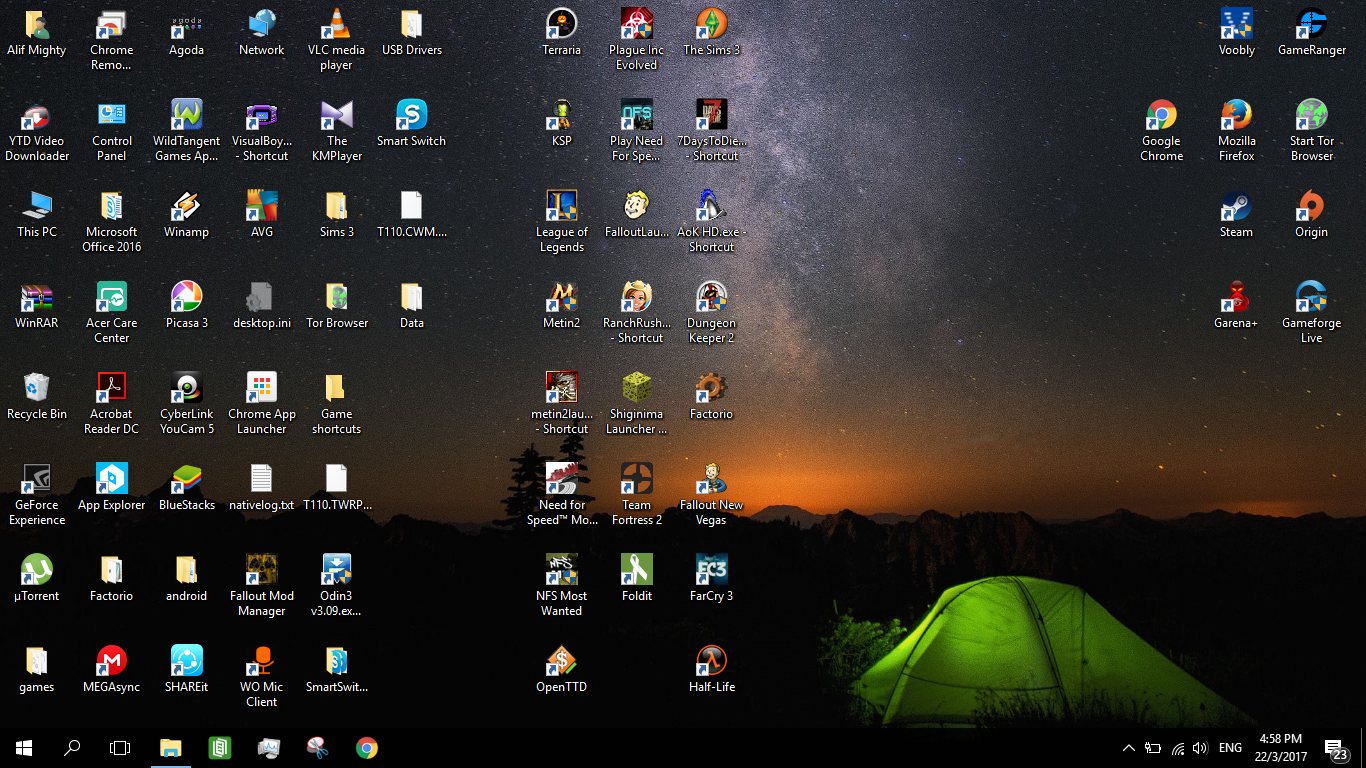 Alif Mighty
Chrome
Remo...
Agoda
Network
VLC media
player
USB Drivers
Terraria
Plague Inc
Evolved
The Sims 3
Voobly
GameRanger
YTD Video
Downloader
Control
Panel
WildTangent
Games Ap...
VisualBoy...
- Shortcut
The
KMPlayer
Smart Switch
KSP
Play Need
For Spe...
7DaysToDie...
- Shortcut
Google
Chrome
Mozilla
Firefox
Start Tor
Browser
This PC
Microsoft
Office 2016
Winamp
AVG
Sims 3
T110.CWM....
League of
Legends
FalloutLau...
AoK HD.exe -
Shortcut
Steam
Origin
WinRAR
Acer Care
Center
Picasa 3
desktop.ini
Tor Browser
Data
Metin2
RanchRush...
- Shortcut
Dungeon
Keeper 2
Garena+
Gameforge
Live
Recycle Bin
Acrobat
Reader DC
CyberLink
YouCam 5
Chrome App
Launcher
Game
shortcuts
metin2lau...
- Shortcut
Shiginima
Launcher ...
Factorio
GeForce
Experience
App Explorer
BlueStacks
nativelog.txt
T110.TWRP...
Need for
Speed™ Mo...
Team
Fortress 2
Fallout New
Vegas
µTorrent
Factorio
android
Fallout Mod
Manager
Odin3
v3.09.ex...
NFS Most
Wanted
Foldit
FarCry 3
games
MEGAsync
SHAREit
WO Mic
Client
SmartSwit...
OpenTTD
Half-Life
ENG
4:58 PM
22/3/2017
23